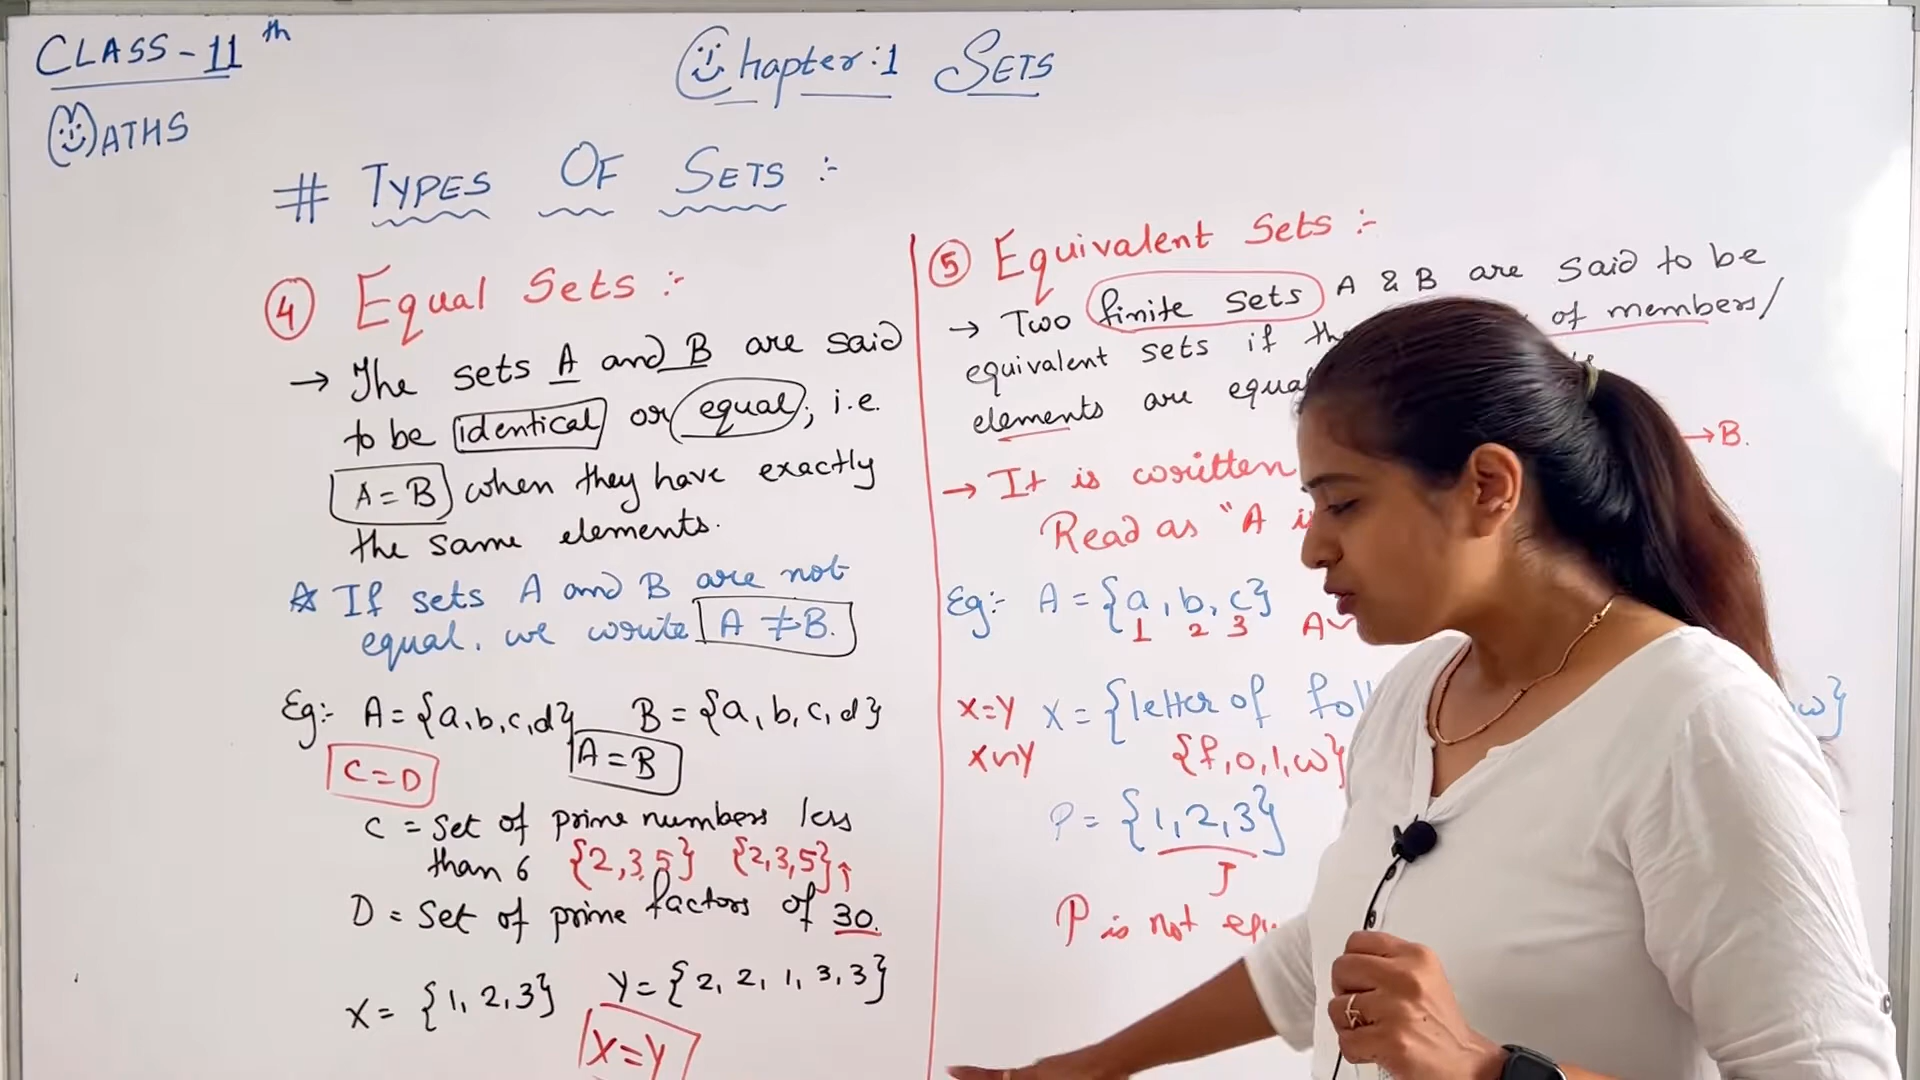 CLASS-11th
MATHS
Chapter:1 SETS
# TYPES OF SETS :-
④ Equal Sets :-
→ The sets A and B are said
to be identical or equal, i.e.
A = B when they have exactly
the same elements.
☆ If sets A and B are not
equal, we write A ≠ B.
Eg:- A = {a, b, c, d} B = {a, b, c, d}
C = D A = B
C = Set of prime numbers less
than 6 {2,3,5} {2,3,5}↑
D = Set of prime factors of 30.
X = {1, 2, 3} Y = {2, 2, 1, 3, 3}
X=Y
⑤ Equivalent Sets :-
→ Two finite sets A & B are said to be
equivalent sets if of members/
elements are
→ It is written → B.
Read as "A
Eg:- A = {a, b, c}
1 2 3 A~
X=Y X = {letter of w}
X~Y {f, o, l, w}
P = {1, 2, 3}
P is not